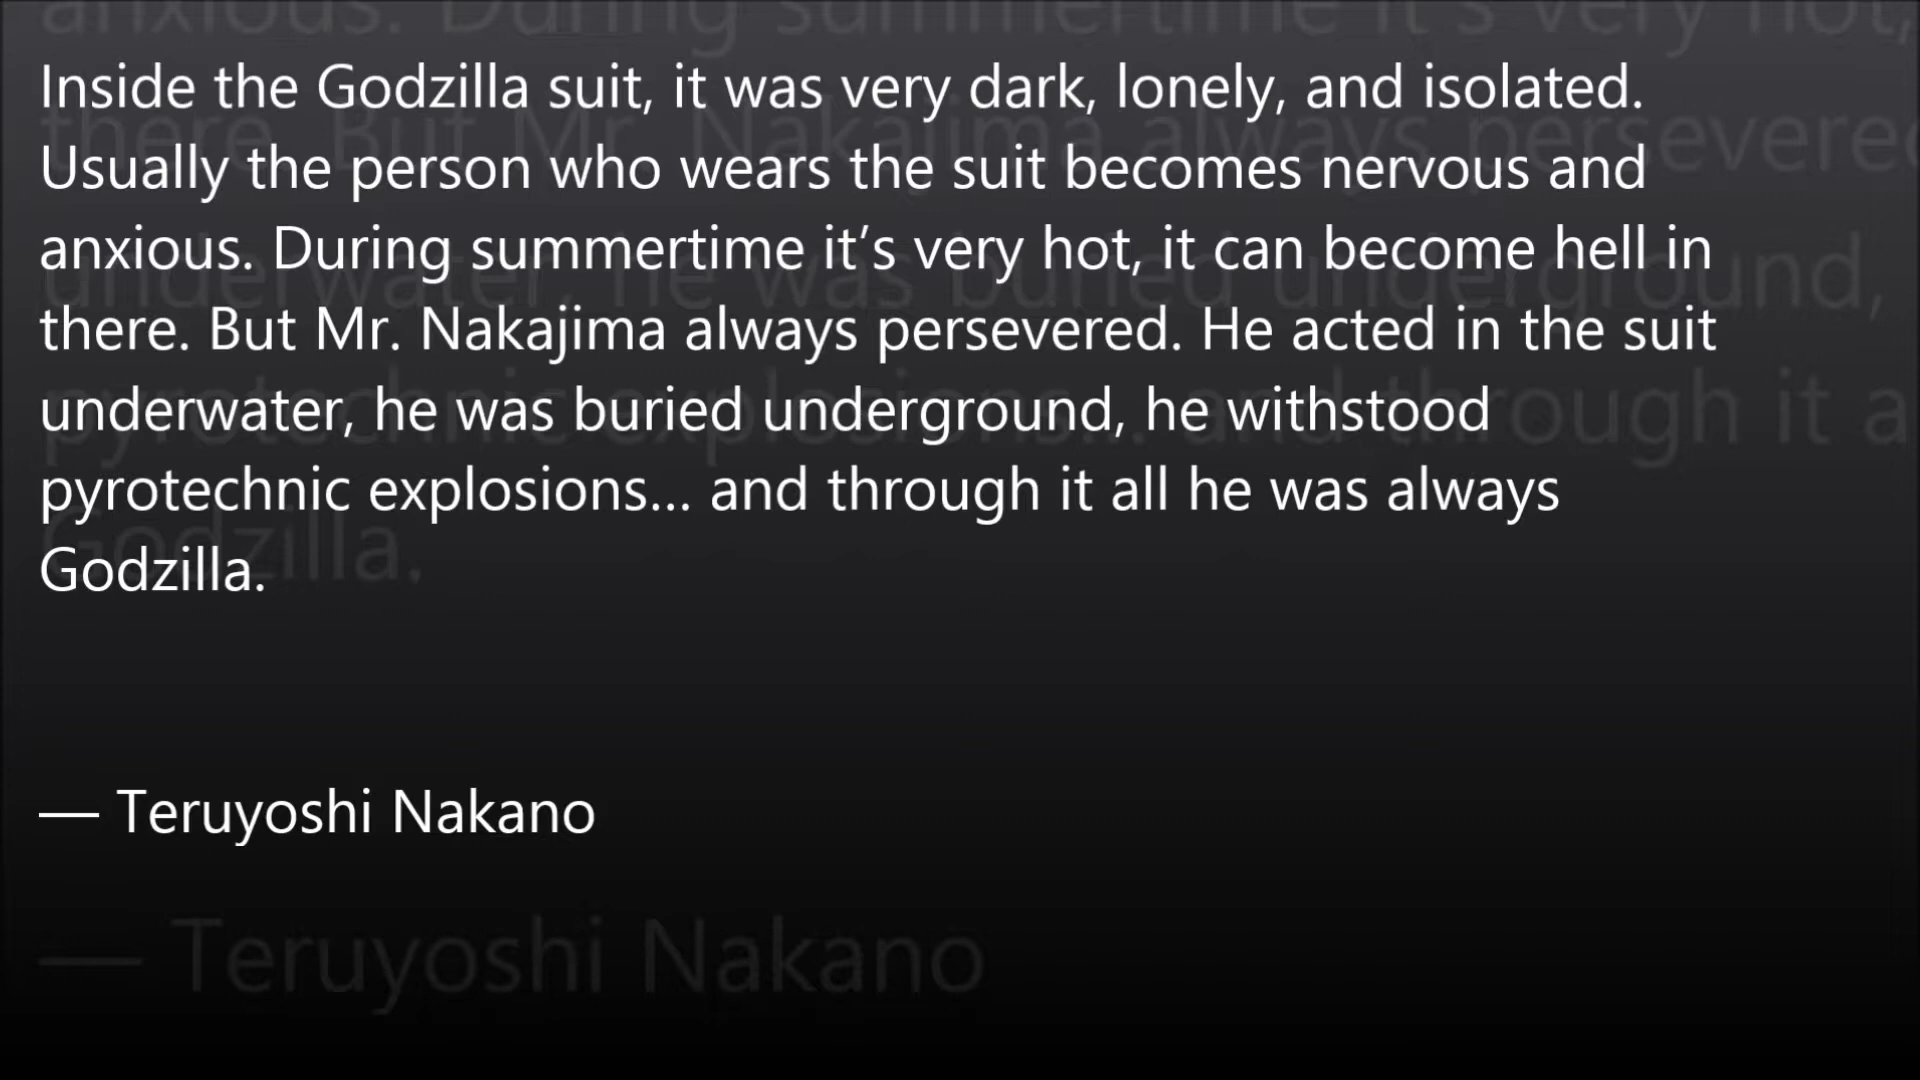 Inside the Godzilla suit, it was very dark, lonely, and isolated.
Usually the person who wears the suit becomes nervous and
anxious. During summertime it’s very hot, it can become hell in
there. But Mr. Nakajima always persevered. He acted in the suit
underwater, he was buried underground, he withstood
pyrotechnic explosions… and through it all he was always
Godzilla.
— Teruyoshi Nakano
— Teruyoshi Nakano